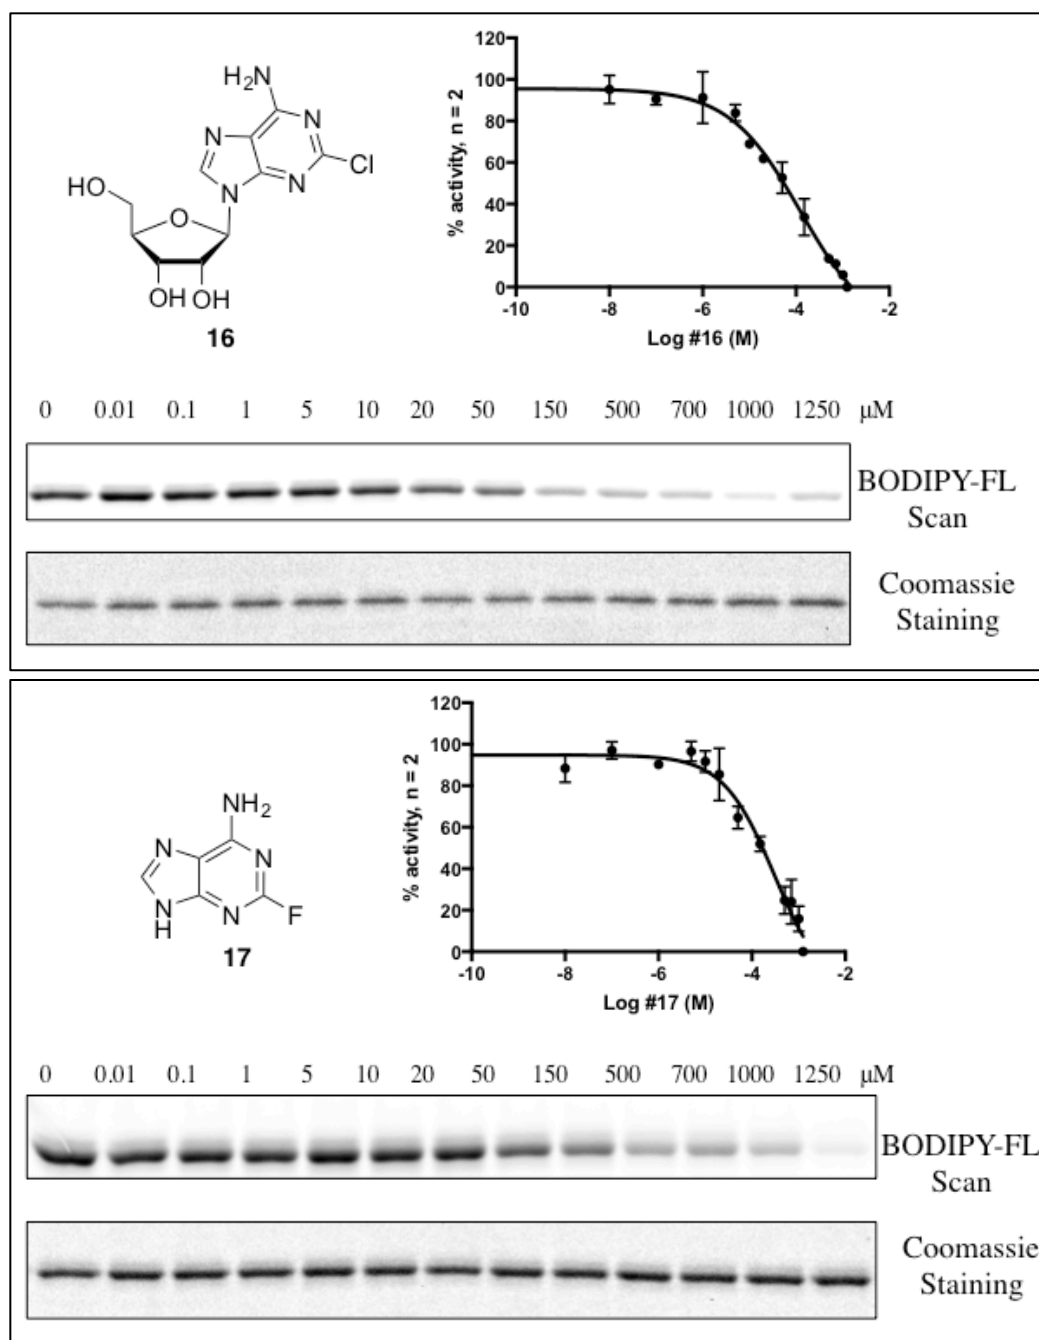 H₂N
N
N
N
N
Cl
HO
O
OH
OH
16
120
100
80
60
40
20
0
% activity, n = 2
-10
-8
-6
-4
-2
Log #16 (M)
0 0.01 0.1 1 5 10 20 50 150 500 700 1000 1250 µM
BODIPY-FL
Scan
Coomassie
Staining
NH₂
N
N
N
H
N
F
17
120
100
80
60
40
20
0
% activity, n = 2
-10
-8
-6
-4
-2
Log #17 (M)
0 0.01 0.1 1 5 10 20 50 150 500 700 1000 1250 µM
BODIPY-FL
Scan
Coomassie
Staining